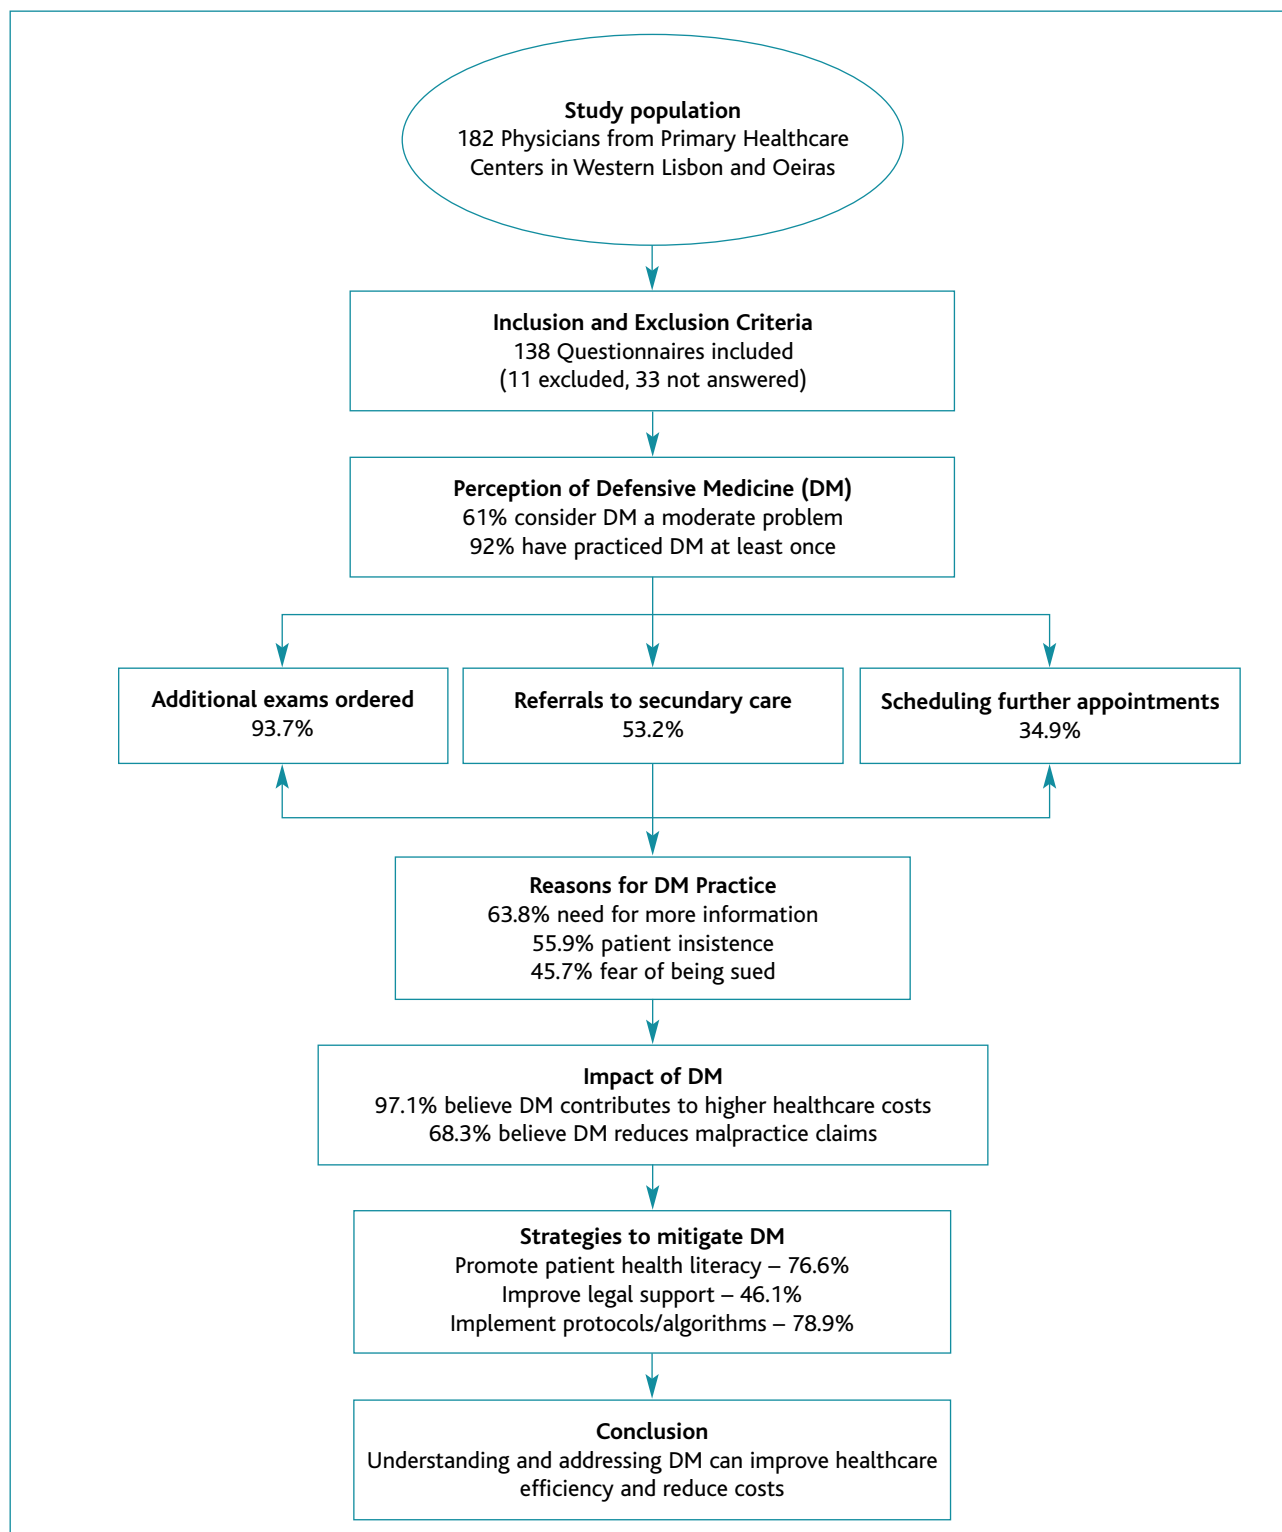 Study population
182 Physicians from Primary Healthcare
Centers in Western Lisbon and Oeiras
Inclusion and Exclusion Criteria
138 Questionnaires included
(11 excluded, 33 not answered)
Perception of Defensive Medicine (DM)
61% consider DM a moderate problem
92% have practiced DM at least once
Additional exams ordered
93.7%
Referrals to secundary care
53.2%
Scheduling further appointments
34.9%
Reasons for DM Practice
63.8% need for more information
55.9% patient insistence
45.7% fear of being sued
Impact of DM
97.1% believe DM contributes to higher healthcare costs
68.3% believe DM reduces malpractice claims
Strategies to mitigate DM
Promote patient health literacy – 76.6%
Improve legal support – 46.1%
Implement protocols/algorithms – 78.9%
Conclusion
Understanding and addressing DM can improve healthcare
efficiency and reduce costs